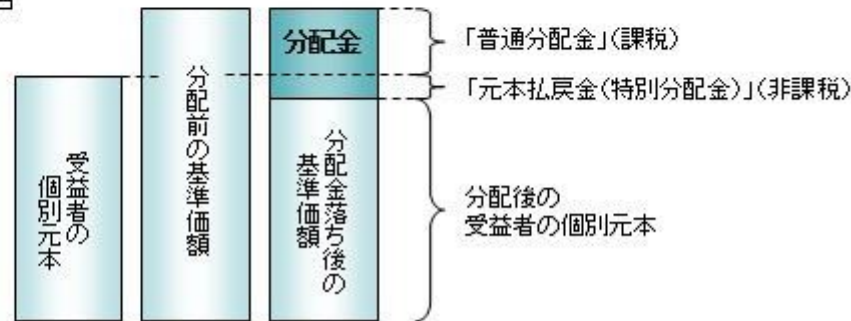 分配金
「普通分配金」(課税)
「元本払戻金(特別分配金)」(非課税)
受益者の
個別元本
分配前の基準価額
分配金落ち後の
基準価額
分配後の
受益者の個別元本